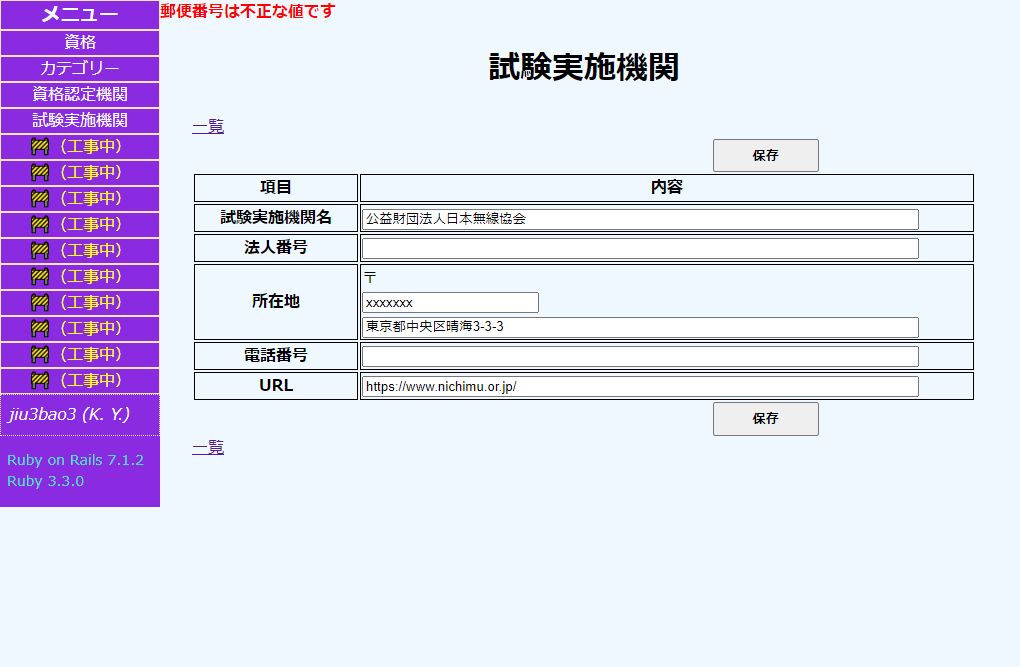 メニュー
資格
カテゴリー
資格認定機関
試験実施機関
🚧（工事中）
🚧（工事中）
🚧（工事中）
🚧（工事中）
🚧（工事中）
🚧（工事中）
🚧（工事中）
🚧（工事中）
🚧（工事中）
🚧（工事中）
jiu3bao3 (K. Y.)
Ruby on Rails 7.1.2
Ruby 3.3.0
郵便番号は不正な値です
試験実施機関
一覧
保存
項目 内容
試験実施機関名 公益財団法人日本無線協会
法人番号
所在地 〒
xxxxxxx
東京都中央区晴海3-3-3
電話番号
URL https://www.nichimu.or.jp/
保存
一覧